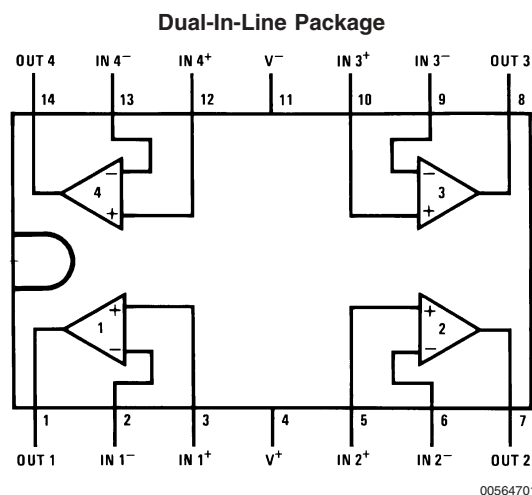 Dual-In-Line Package
OUT 4 IN 4⁻ IN 4⁺ V⁻ IN 3⁺ IN 3⁻ OUT 3
14 13 12 11 10 9 8
− −
4 3
+ +
+ +
1 2
− −
1 2 3 4 5 6 7
OUT 1 IN 1⁻ IN 1⁺ V⁺ IN 2⁺ IN 2⁻ OUT 2
00564701